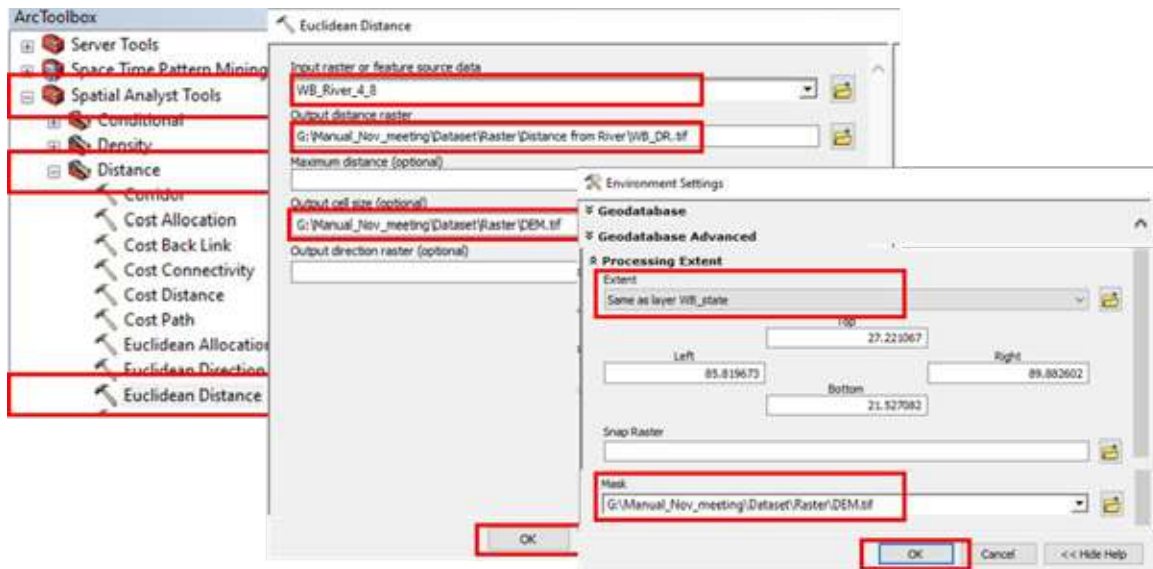 ArcToolbox
Server Tools
Space Time Pattern Mining
Spatial Analyst Tools
Conditional
Density
Distance
Corridor
Cost Allocation
Cost Back Link
Cost Connectivity
Cost Distance
Cost Path
Euclidean Allocation
Euclidean Direction
Euclidean Distance
Euclidean Distance
Input raster or feature source data
WB_River_4_8
Output distance raster
G:\Manual_Nov_meeting\Dataset\Raster\Distance from River\WB_DR.tif
Maximum distance (optional)
Output cell size (optional)
G:\Manual_Nov_meeting\Dataset\Raster\DEM.tif
Output direction raster (optional)
OK
Environment Settings
Geodatabase
Geodatabase Advanced
Processing Extent
Extent
Same as layer WB_state
Top
27.221067
Left Right
85.819673 89.882602
Bottom
21.527082
Snap Raster
Mask
G:\Manual_Nov_meeting\Dataset\Raster\DEM.tif
OK Cancel << Hide Help